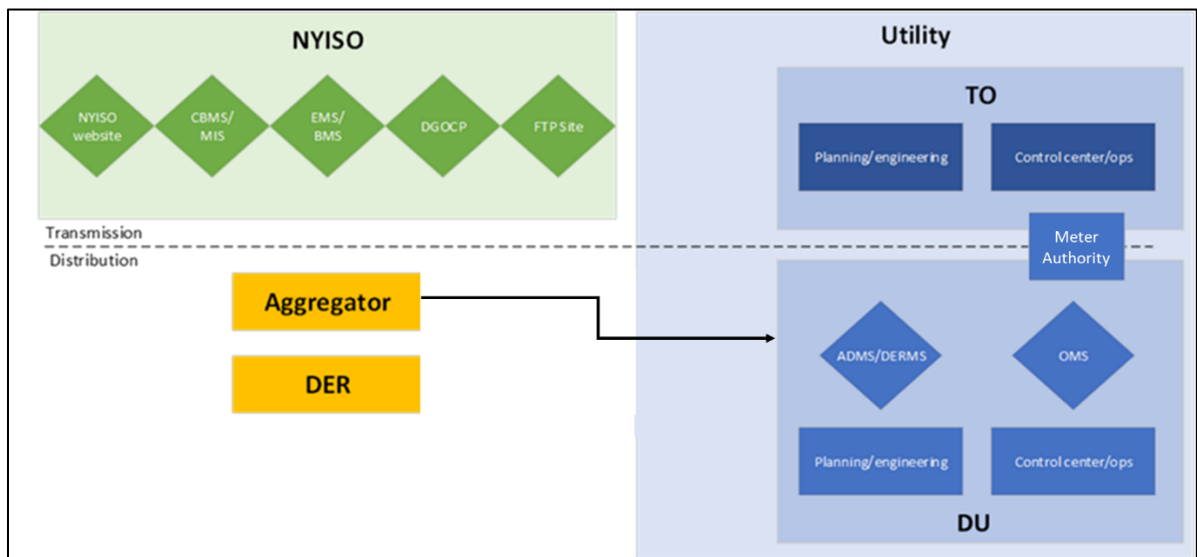 NYISO
NYISO
website
CBMS/
MIS
EMS/
BMS
DGOCP
FTP Site
Utility
TO
Planning/engineering
Control center/ops
Transmission
Distribution
Meter
Authority
Aggregator
DER
ADMS/DERMS
OMS
Planning/engineering
Control center/ops
DU